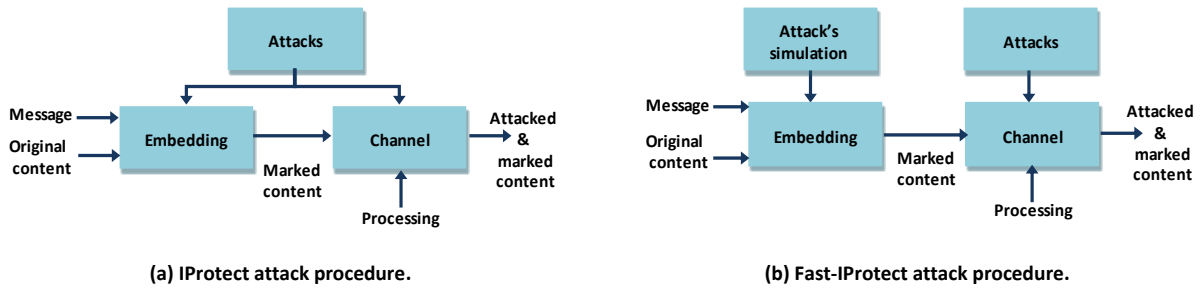 Attacks
Message
Original
content
Embedding
Marked
content
Channel
Processing
Attacked
&
marked
content
(a) IProtect attack procedure.
Attack's
simulation
Attacks
Message
Original
content
Embedding
Marked
content
Channel
Processing
Attacked
&
marked
content
(b) Fast-IProtect attack procedure.